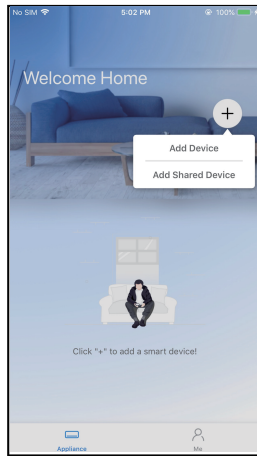 No SIM 5:02 PM 100%
Welcome Home
+
Add Device
Add Shared Device
Click "+" to add a smart device!
Appliance Me